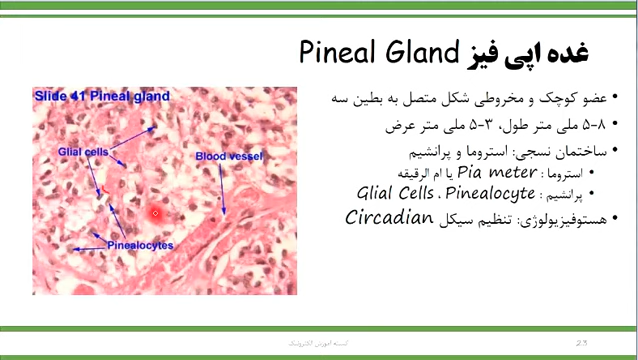 غده اپی فیز Pineal Gland
• عضو کوچک و مخروطی شکل متصل به بطین سه
• ۵-۸ ملی متر طول، ۳-۵ ملی متر عرض
• ساختمان نسجی: استروما و پرانشیم
• استروما : Pia meter یا ام الرقیقه
• پرانشیم : Glial Cells ، Pinealocyte
• هستوفیزیولوژی: تنظیم سیکل Circadian
Slide 41 Pineal gland
Glial cells
Blood vessel
Pinealocytes